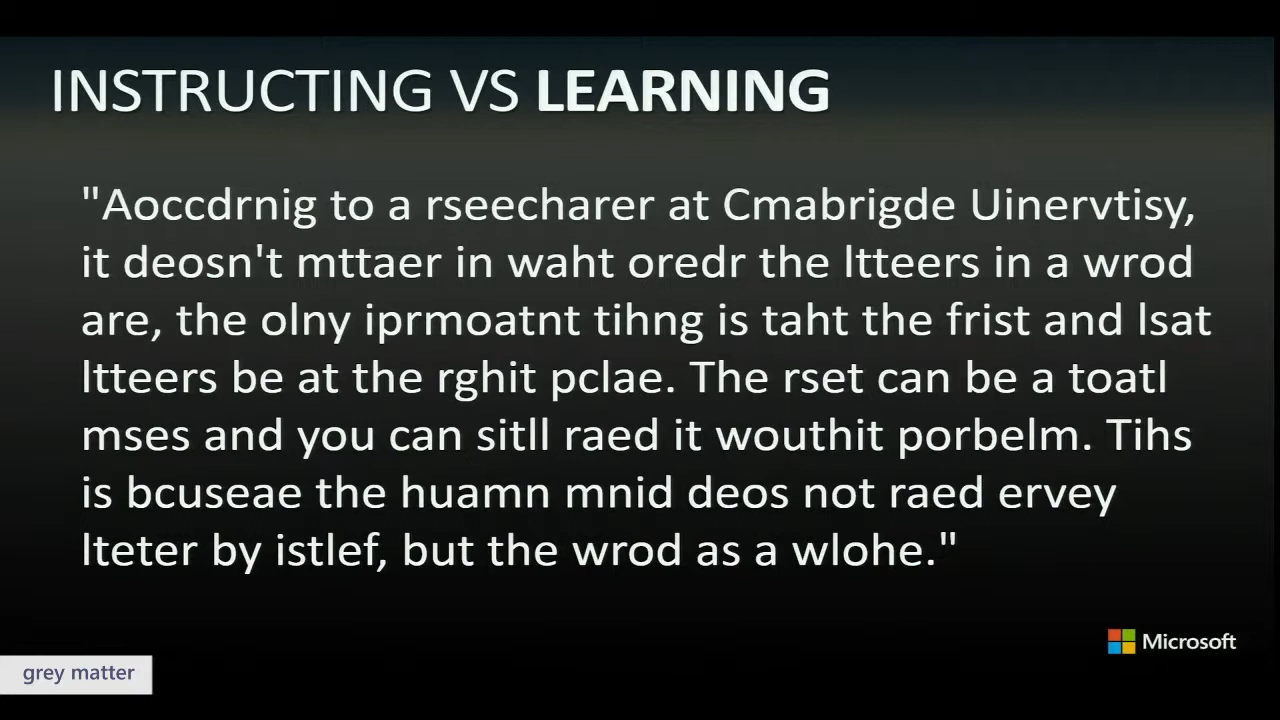 INSTRUCTING VS LEARNING
"Aoccdrnig to a rseecharer at Cmabrigde Uinervtisy,
it deosn't mttaer in waht oredr the ltteers in a wrod
are, the olny iprmoatnt tihng is taht the frist and lsat
ltteers be at the rghit pclae. The rset can be a toatl
mses and you can sitll raed it wouthit porbelm. Tihs
is bcuseae the huamn mnid deos not raed ervey
lteter by istlef, but the wrod as a wlohe."
Microsoft
grey matter